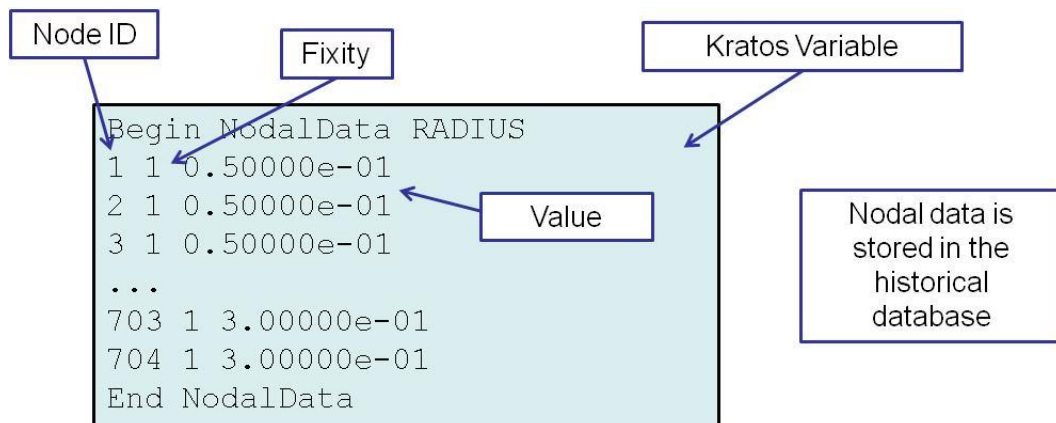 Node ID
Fixity
Kratos Variable
Begin NodalData RADIUS
1 1 0.50000e-01
2 1 0.50000e-01
3 1 0.50000e-01
...
703 1 3.00000e-01
704 1 3.00000e-01
End NodalData
Value
Nodal data is
stored in the
historical
database